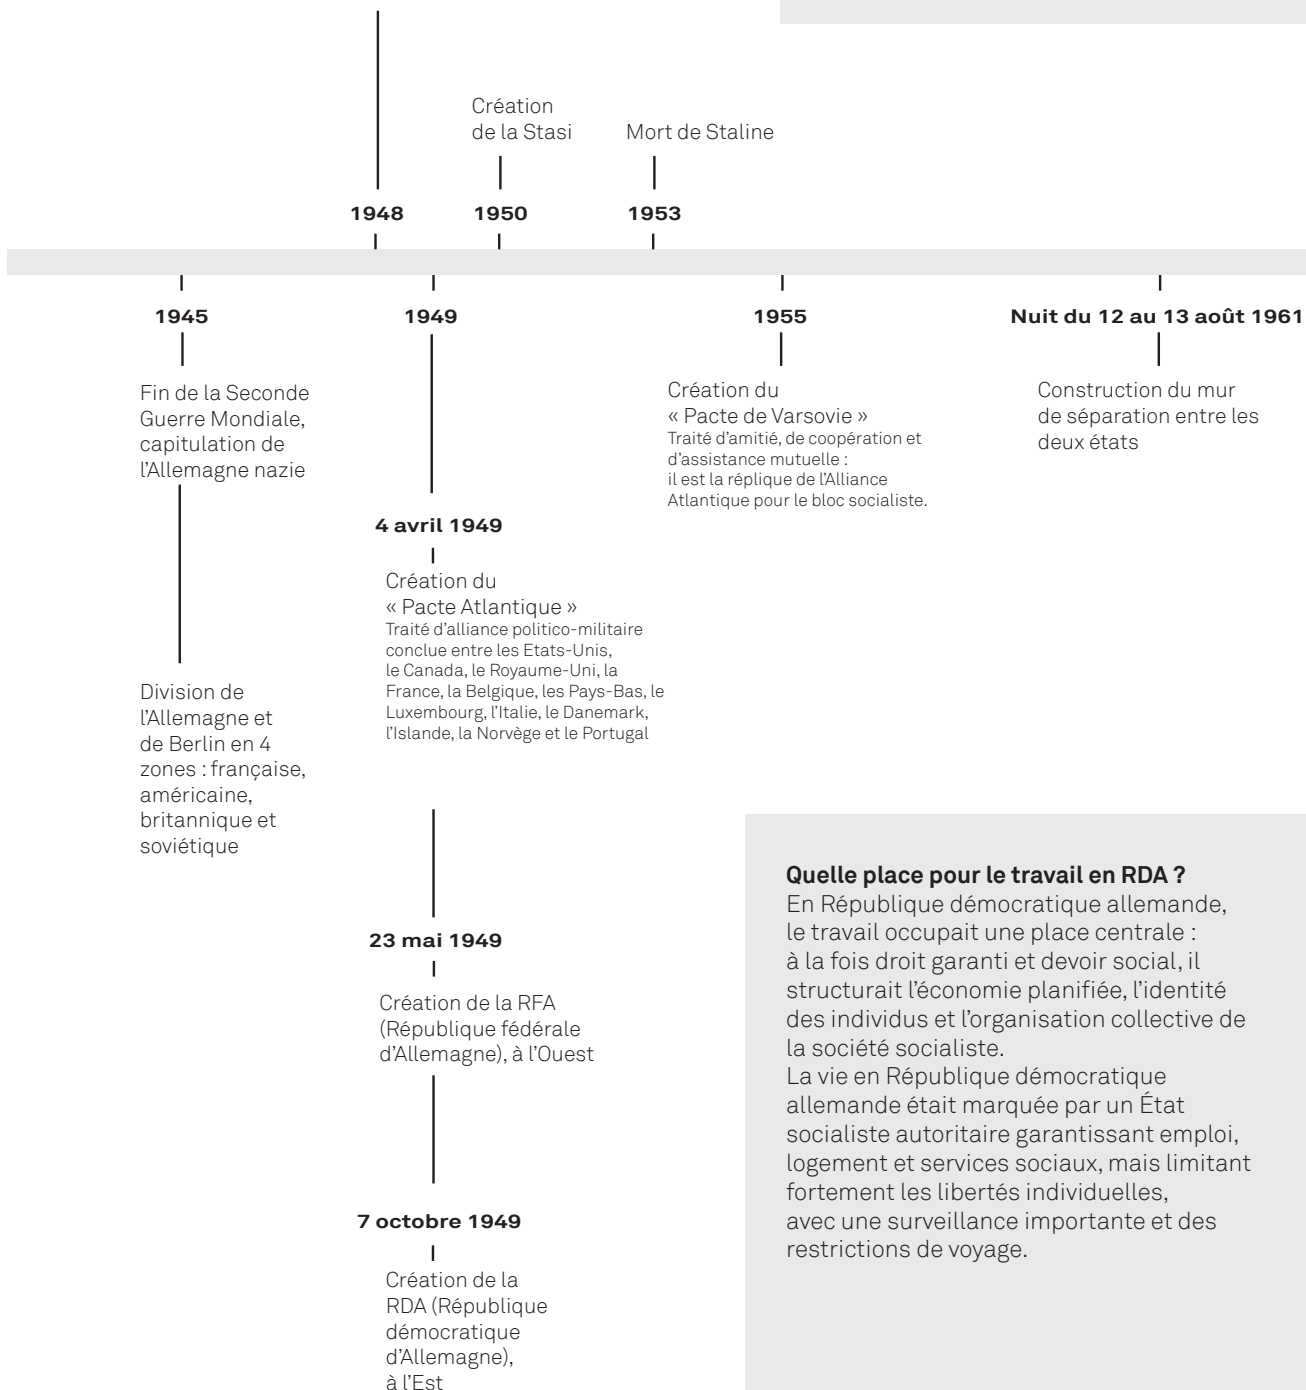 Création
de la Stasi
Mort de Staline
1948
1950
1953
1945
1949
1955
Nuit du 12 au 13 août 1961
Fin de la Seconde
Guerre Mondiale,
capitulation de
l’Allemagne nazie
Division de
l’Allemagne et
de Berlin en 4
zones : française,
américaine,
britannique et
soviétique
4 avril 1949
Création du
« Pacte Atlantique »
Traité d’alliance politico-militaire
conclue entre les Etats-Unis,
le Canada, le Royaume-Uni, la
France, la Belgique, les Pays-Bas, le
Luxembourg, l’Italie, le Danemark,
l’Islande, la Norvège et le Portugal
23 mai 1949
Création de la RFA
(République fédérale
d’Allemagne), à l’Ouest
7 octobre 1949
Création de la
RDA (République
démocratique
d’Allemagne),
à l’Est
Création du
« Pacte de Varsovie »
Traité d’amitié, de coopération et
d’assistance mutuelle :
il est la réplique de l’Alliance
Atlantique pour le bloc socialiste.
Construction du mur
de séparation entre les
deux états
Quelle place pour le travail en RDA ?
En République démocratique allemande,
le travail occupait une place centrale :
à la fois droit garanti et devoir social, il
structurait l’économie planifiée, l’identité
des individus et l’organisation collective de
la société socialiste.
La vie en République démocratique
allemande était marquée par un État
socialiste autoritaire garantissant emploi,
logement et services sociaux, mais limitant
fortement les libertés individuelles,
avec une surveillance importante et des
restrictions de voyage.